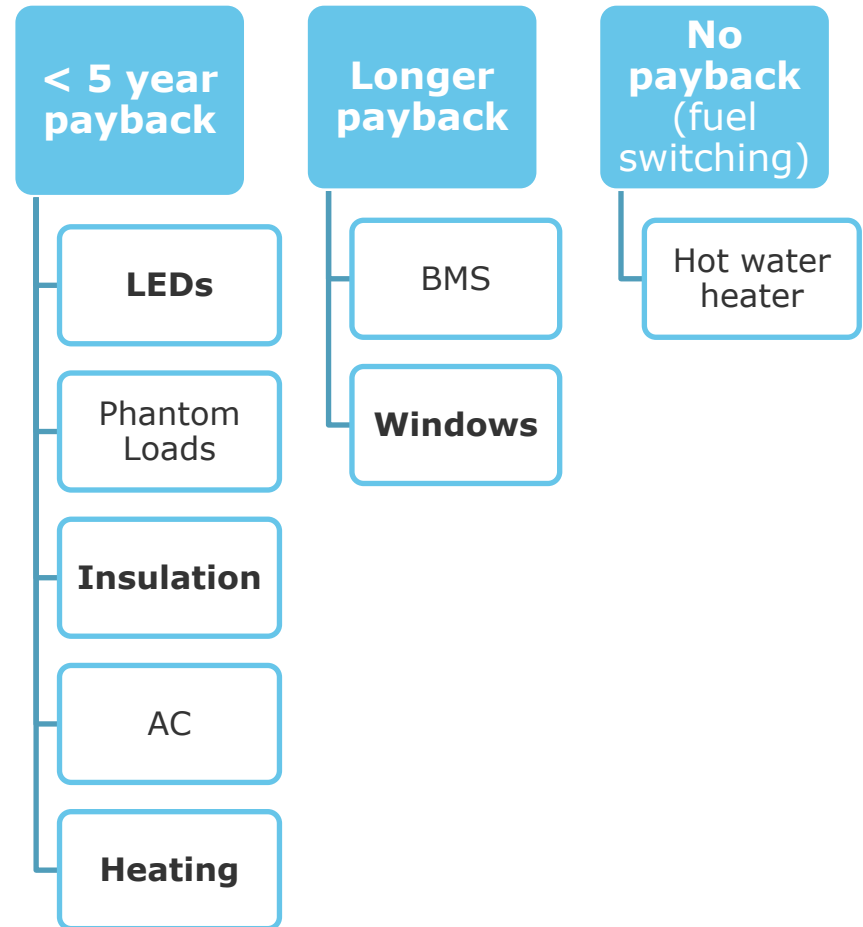 < 5 year
payback
LEDs
Phantom
Loads
Insulation
AC
Heating
Longer
payback
BMS
Windows
No
payback
(fuel
switching)
Hot water
heater